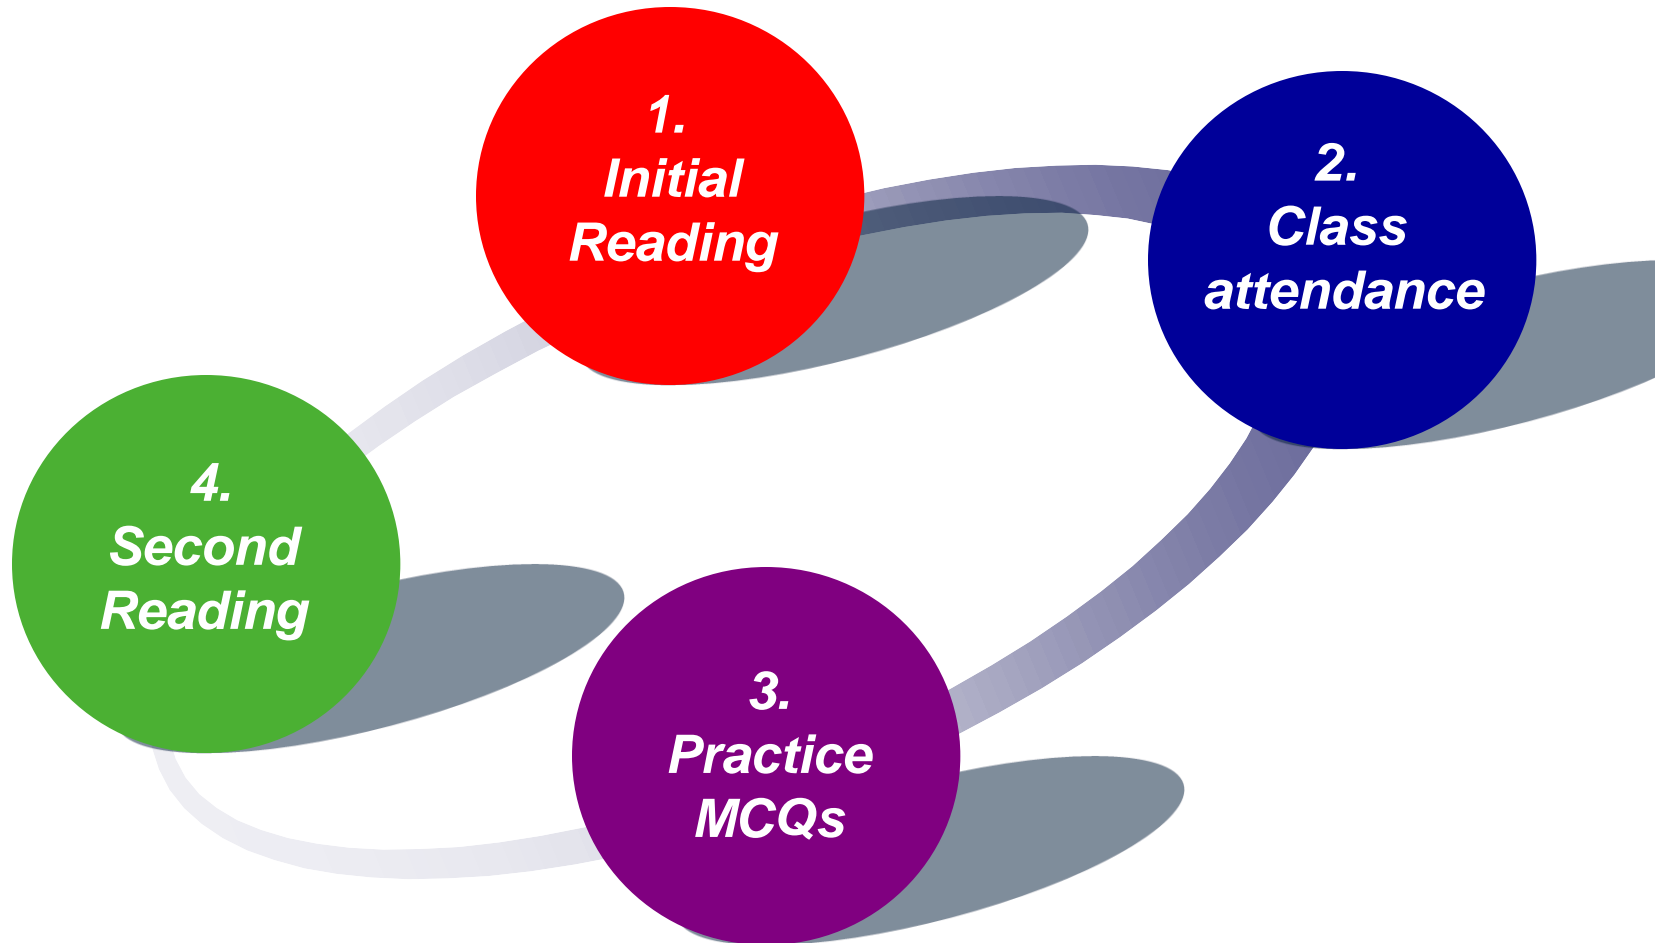 1.
Initial
Reading
2.
Class
attendance
3.
Practice
MCQs
4.
Second
Reading